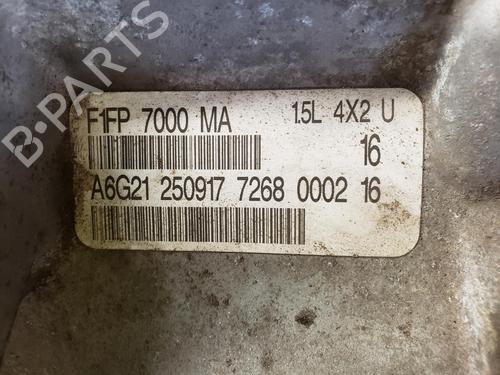 B-PARTS
F1FP 7000 MA 1.5L 4X2 U
16
A6G21 250917 7268 0002 16